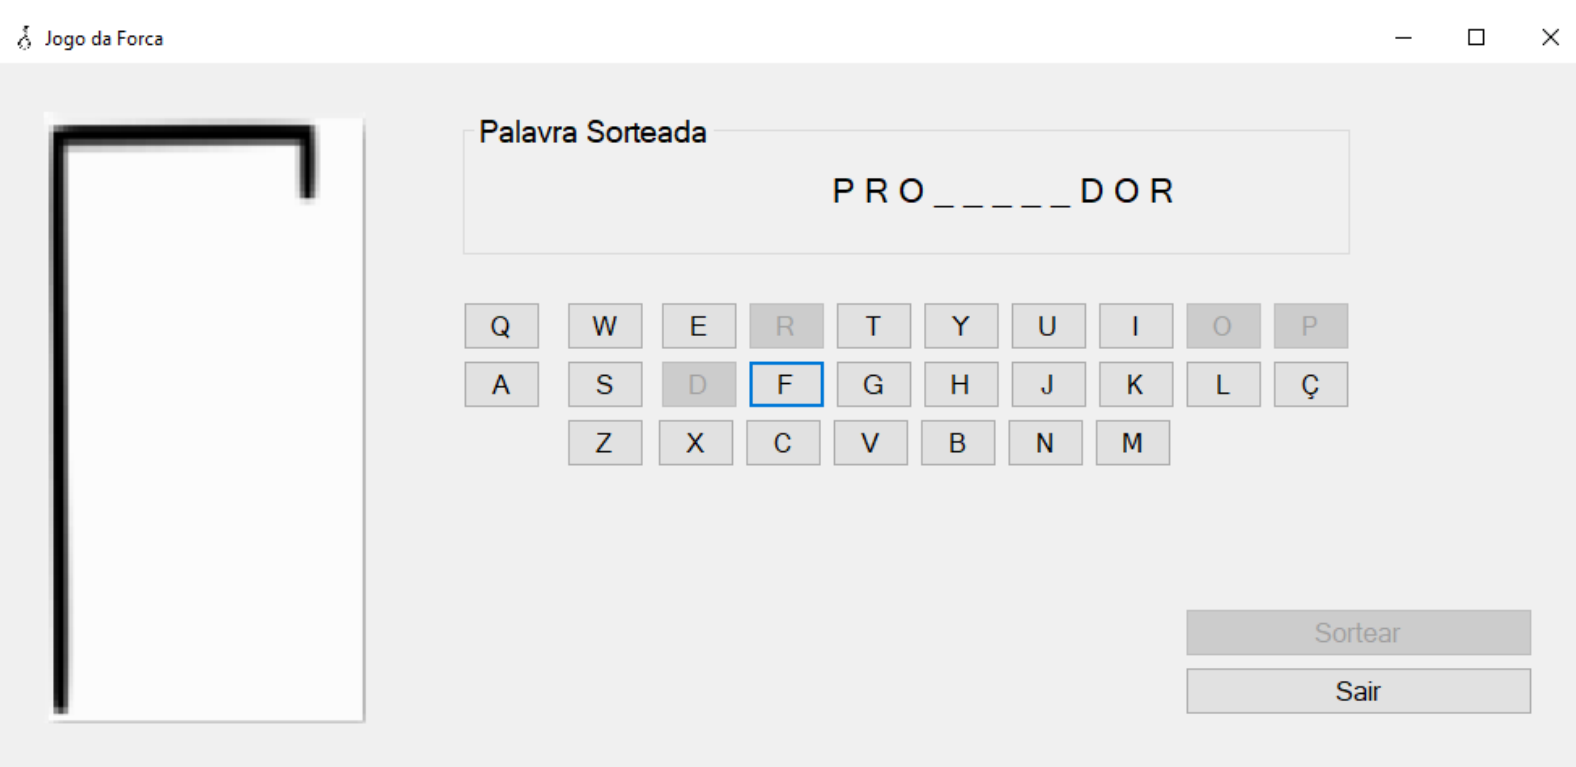 Jogo da Forca
Palavra Sorteada
P R O _ _ _ _ _ D O R
Q W E R T Y U I O P
A S D F G H J K L Ç
Z X C V B N M
Sortear
Sair